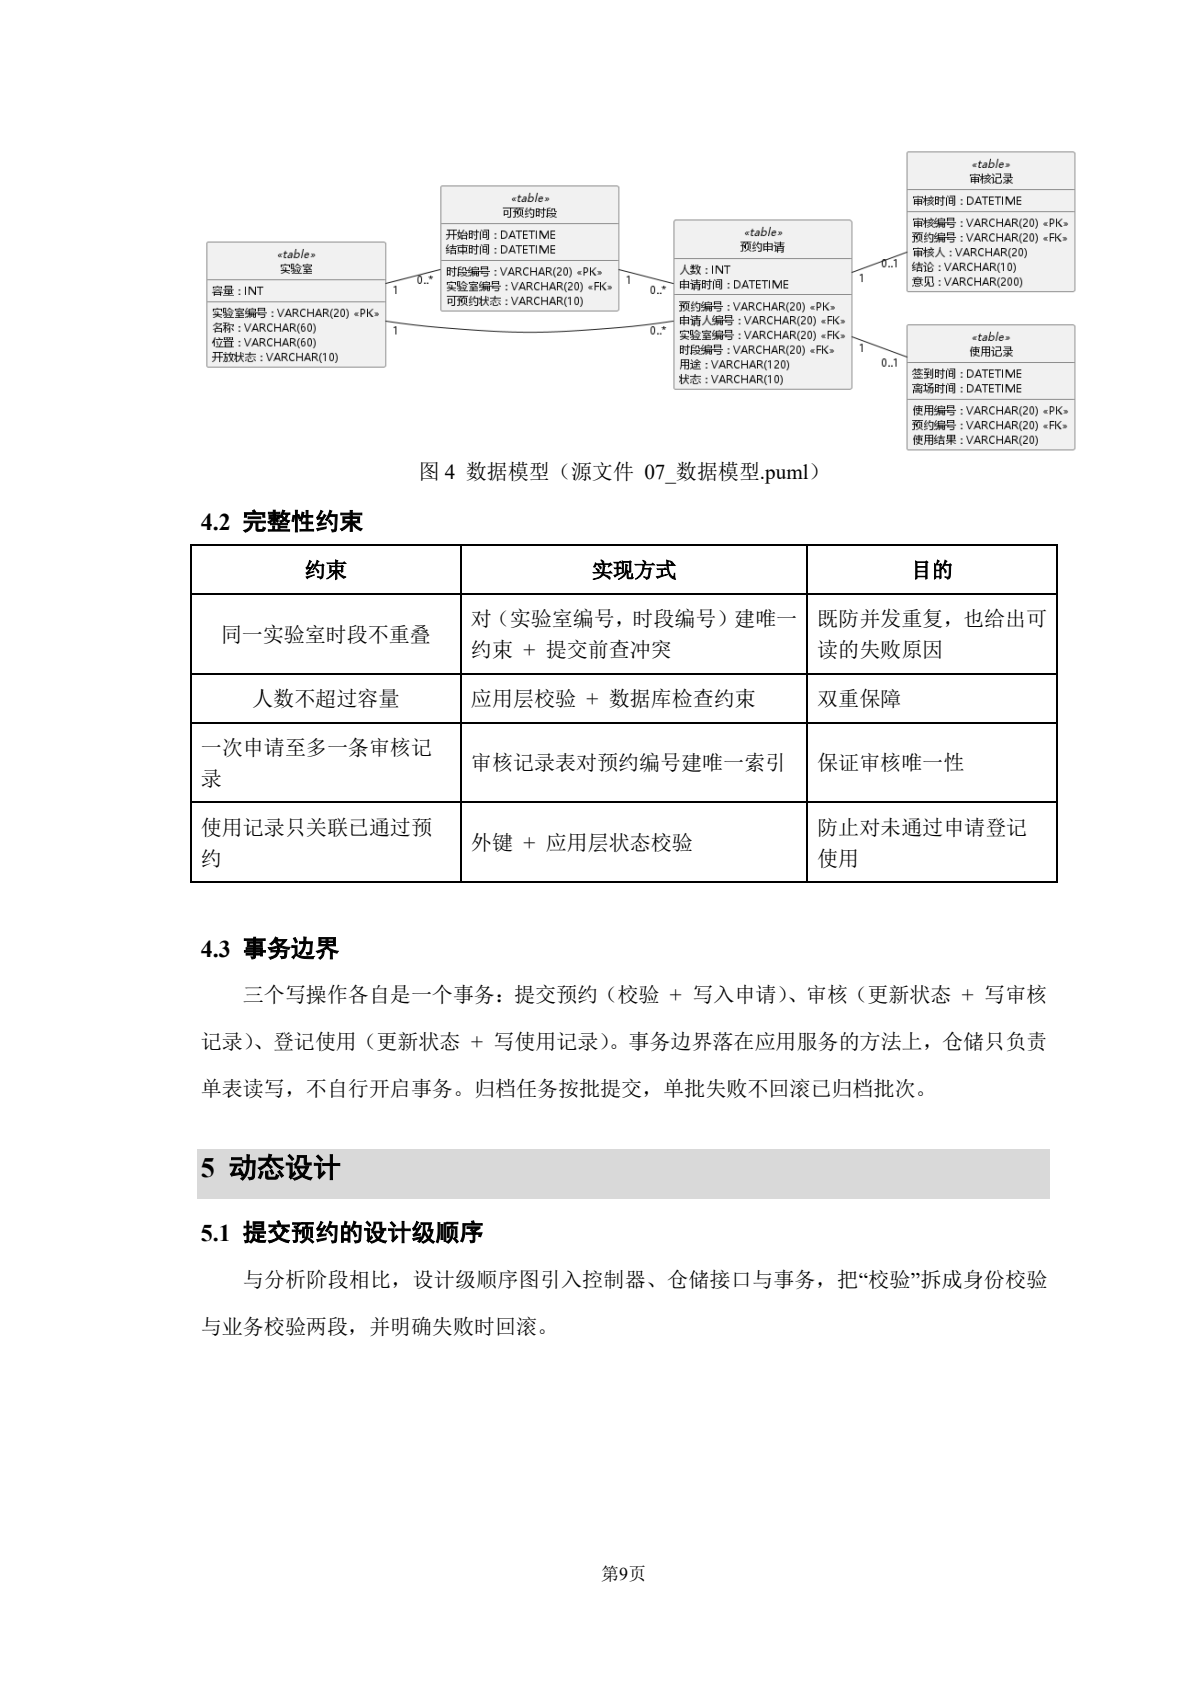 «table»
实验室
容量 : INT
实验室编号 : VARCHAR(20) «PK»
名称 : VARCHAR(60)
位置 : VARCHAR(60)
开放状态 : VARCHAR(10)
1
0..*
1
0..*
«table»
可预约时段
开始时间 : DATETIME
结束时间 : DATETIME
时段编号 : VARCHAR(20) «PK»
实验室编号 : VARCHAR(20) «FK»
可预约状态 : VARCHAR(10)
1
0..*
«table»
预约申请
人数 : INT
申请时间 : DATETIME
预约编号 : VARCHAR(20) «PK»
申请人编号 : VARCHAR(20) «FK»
实验室编号 : VARCHAR(20) «FK»
时段编号 : VARCHAR(20) «FK»
用途 : VARCHAR(120)
状态 : VARCHAR(10)
1
0..1
1
0..1
«table»
审核记录
审核时间 : DATETIME
审核编号 : VARCHAR(20) «PK»
预约编号 : VARCHAR(20) «FK»
审核人 : VARCHAR(20)
结论 : VARCHAR(10)
意见 : VARCHAR(200)
«table»
使用记录
签到时间 : DATETIME
离场时间 : DATETIME
使用编号 : VARCHAR(20) «PK»
预约编号 : VARCHAR(20) «FK»
使用结果 : VARCHAR(20)
图 4 数据模型（源文件 07_数据模型.puml）
4.2 完整性约束
约束 实现方式 目的
同一实验室时段不重叠
对（实验室编号，时段编号）建唯一
约束 + 提交前查冲突
既防并发重复，也给出可
读的失败原因
人数不超过容量 应用层校验 + 数据库检查约束 双重保障
一次申请至多一条审核记
录
审核记录表对预约编号建唯一索引 保证审核唯一性
使用记录只关联已通过预
约
外键 + 应用层状态校验
防止对未通过申请登记
使用
4.3 事务边界
三个写操作各自是一个事务：提交预约（校验 + 写入申请）、审核（更新状态 + 写审核
记录）、登记使用（更新状态 + 写使用记录）。事务边界落在应用服务的方法上，仓储只负责
单表读写，不自行开启事务。归档任务按批提交，单批失败不回滚已归档批次。
5 动态设计
5.1 提交预约的设计级顺序
与分析阶段相比，设计级顺序图引入控制器、仓储接口与事务，把“校验”拆成身份校验
与业务校验两段，并明确失败时回滚。
第9页